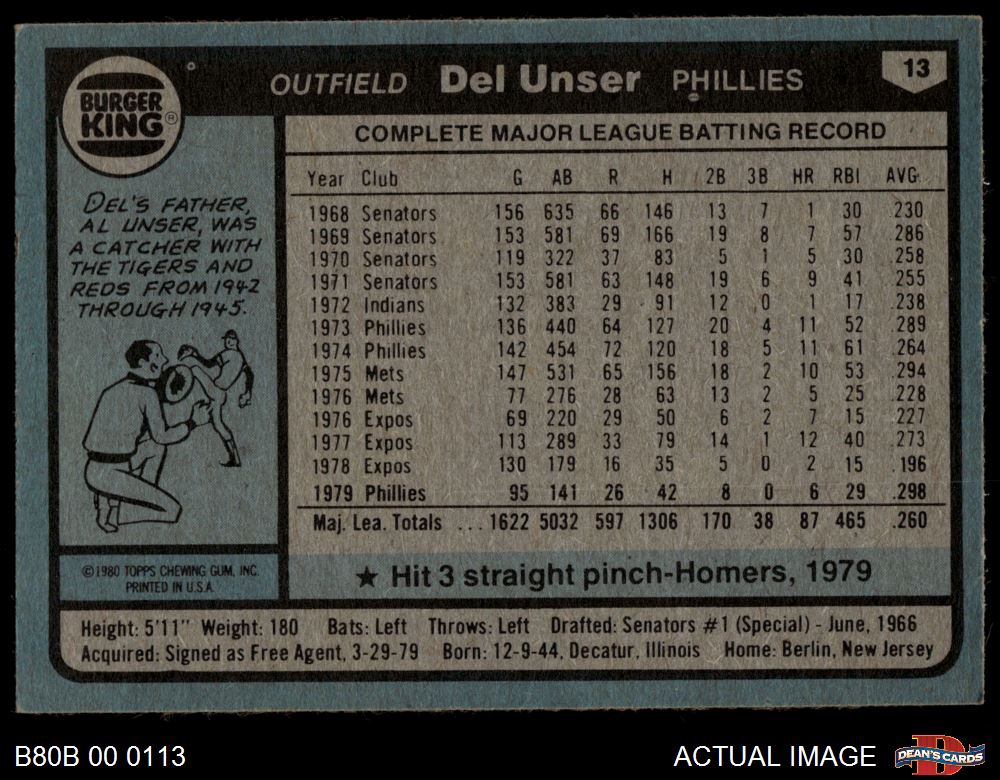 BURGER
KING®
OUTFIELD Del Unser PHILLIES
13
COMPLETE MAJOR LEAGUE BATTING RECORD
Year Club G AB R H 2B 3B HR RBI AVG.
1968 Senators 156 635 66 146 13 7 1 30 .230
1969 Senators 153 581 69 166 19 8 7 57 .286
1970 Senators 119 322 37 83 5 1 5 30 .258
1971 Senators 153 581 63 148 19 6 9 41 .255
1972 Indians 132 383 29 91 12 0 1 17 .238
1973 Phillies 136 440 64 127 20 4 11 52 .289
1974 Phillies 142 454 72 120 18 5 11 61 .264
1975 Mets 147 531 65 156 18 2 10 53 .294
1976 Mets 77 276 28 63 13 2 5 25 .228
1976 Expos 69 220 29 50 6 2 7 15 .227
1977 Expos 113 289 33 79 14 1 12 40 .273
1978 Expos 130 179 16 35 5 0 2 15 .196
1979 Phillies 95 141 26 42 8 0 6 29 .298
Maj. Lea. Totals ... 1622 5032 597 1306 170 38 87 465 .260
DEL'S FATHER,
AL UNSER, WAS
A CATCHER WITH
THE TIGERS AND
REDS FROM 1942
THROUGH 1945.
©1980 TOPPS CHEWING GUM, INC.
PRINTED IN U.S.A.
★ Hit 3 straight pinch-Homers, 1979
Height: 5'11" Weight: 180 Bats: Left Throws: Left Drafted: Senators #1 (Special) - June, 1966
Acquired: Signed as Free Agent, 3-29-79 Born: 12-9-44, Decatur, Illinois Home: Berlin, New Jersey
B80B 00 0113
ACTUAL IMAGE
DEAN'S CARDS